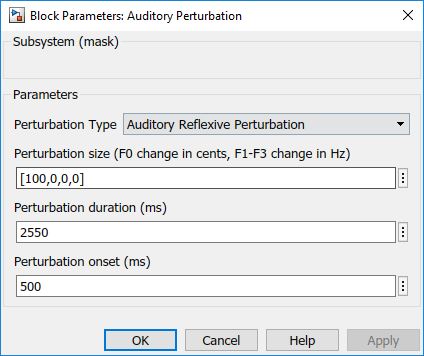 Block Parameters: Auditory Perturbation
Subsystem (mask)
Parameters
Perturbation Type Auditory Reflexive Perturbation
Perturbation size (F0 change in cents, F1-F3 change in Hz)
[100,0,0,0]
Perturbation duration (ms)
2550
Perturbation onset (ms)
500
OK Cancel Help Apply